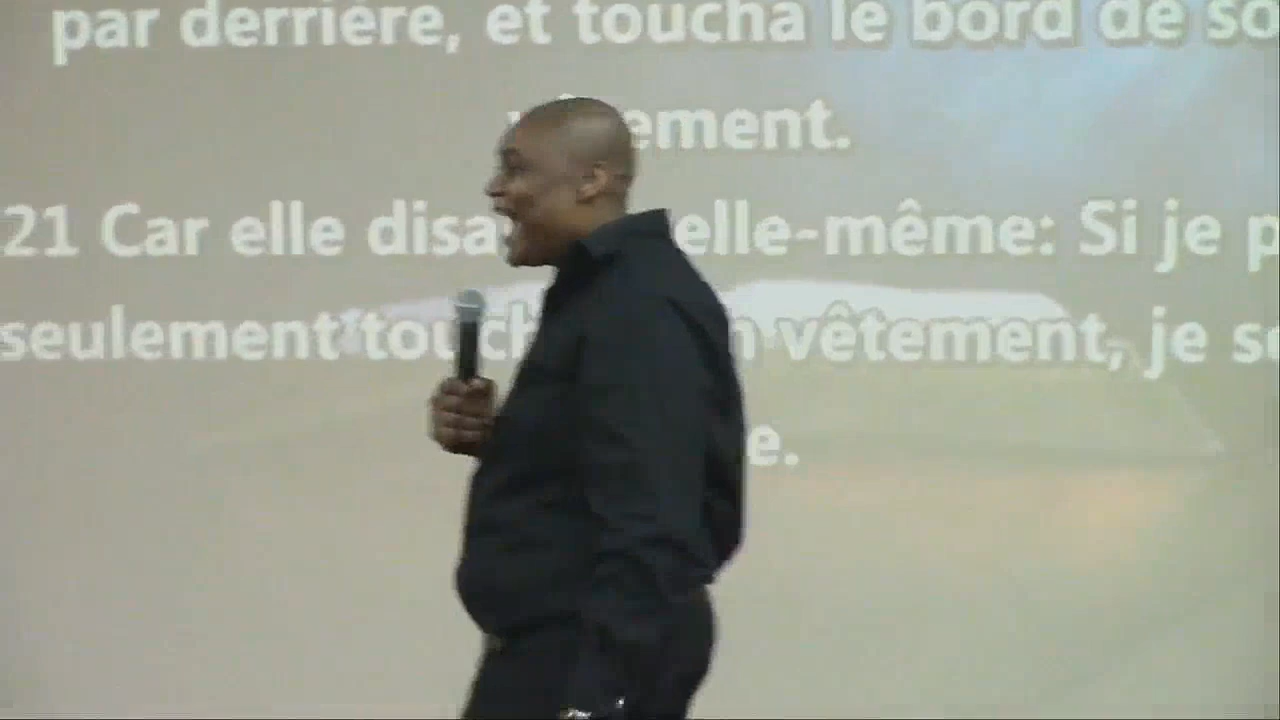 par derrière, et toucha le bord de so
ement.
21 Car elle disa elle-même: Si je p
seulement touch n vêtement, je se
e.